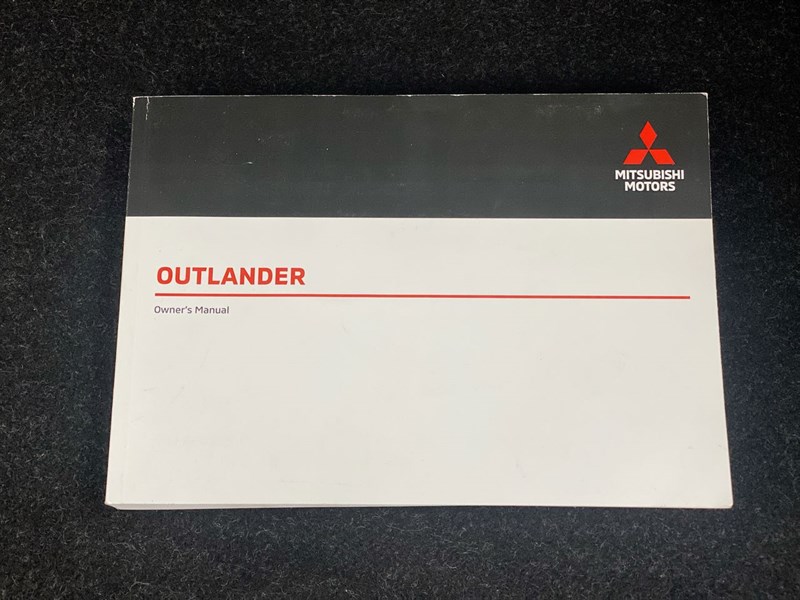 MITSUBISHI
MOTORS
OUTLANDER
Owner's Manual